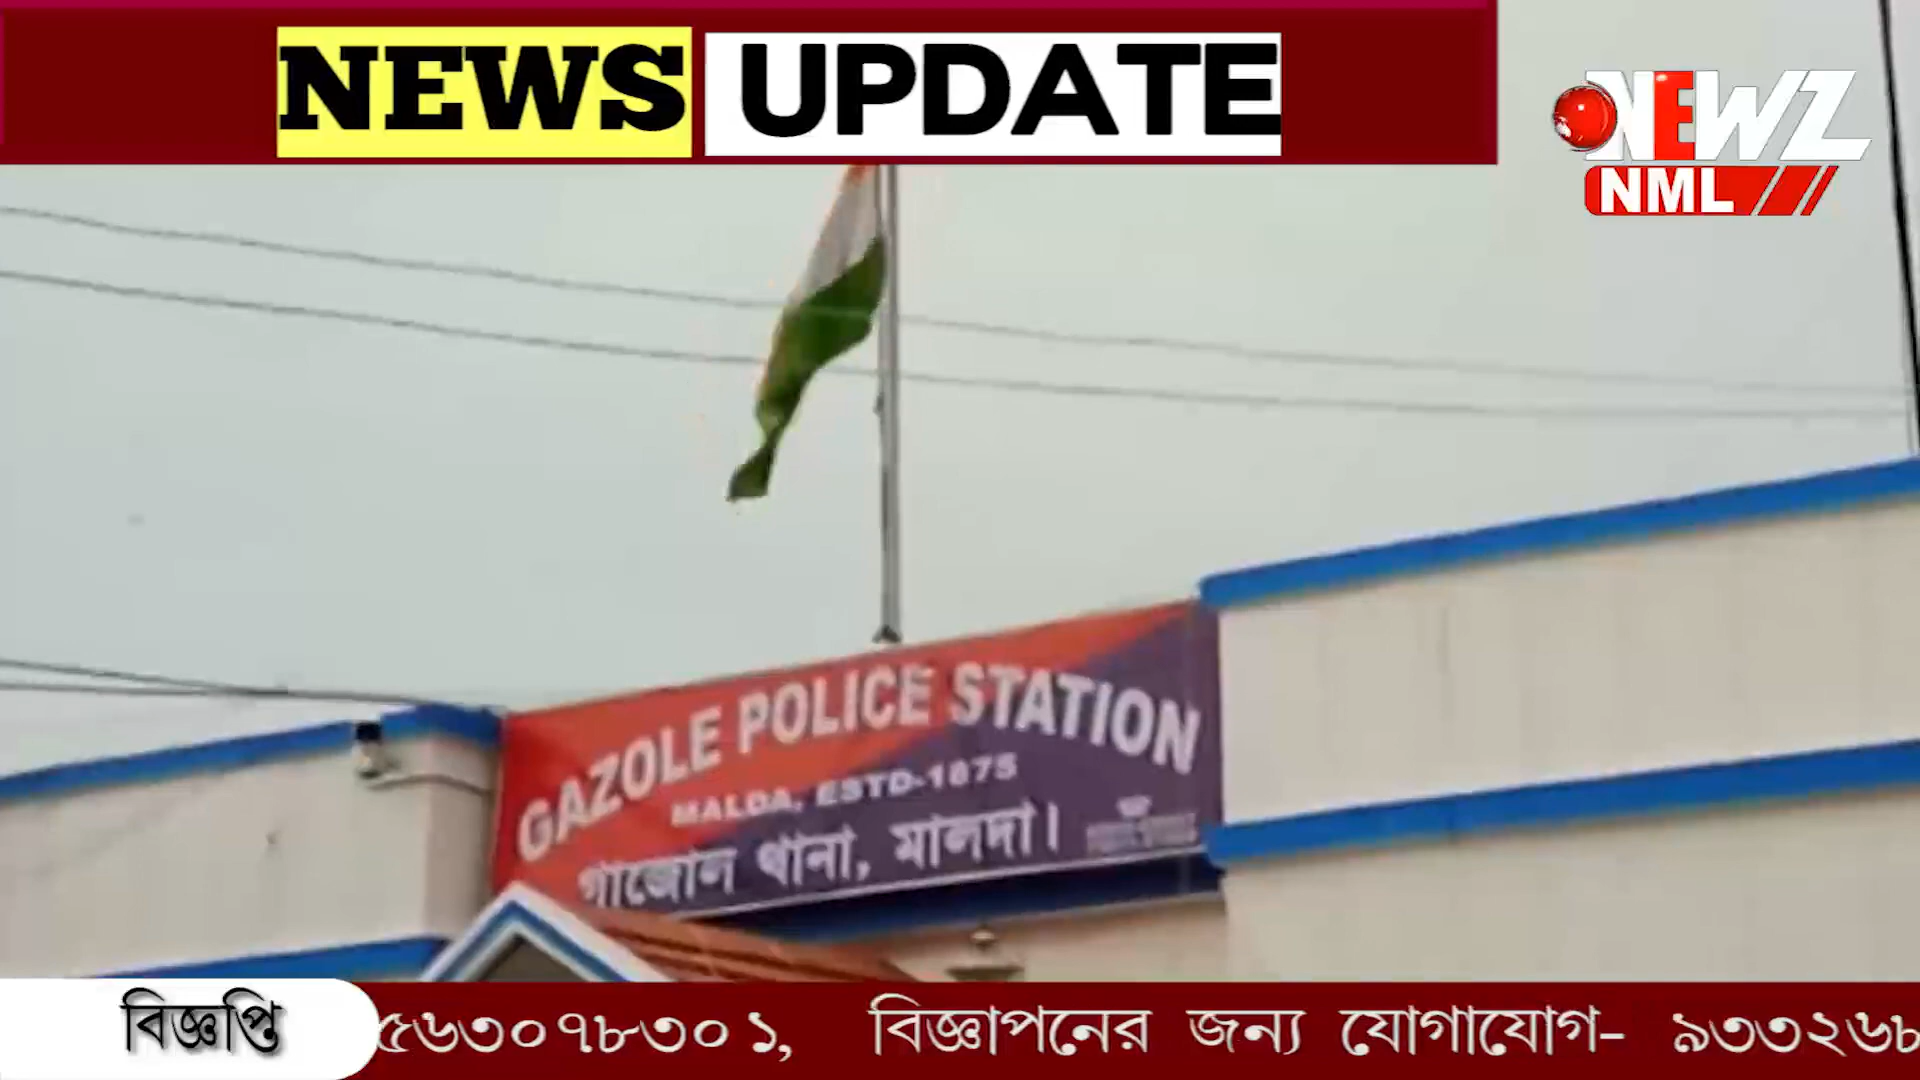 NEWS UPDATE
NEWZ
NML
GAZOLE POLICE STATION
MALDA, ESTD-1875
গাজোল থানা, মালদা।
বিজ্ঞপ্তি ৫৬৩০৭৮৩০১, বিজ্ঞাপনের জন্য যোগাযোগ- ৯৩৩২৬৮